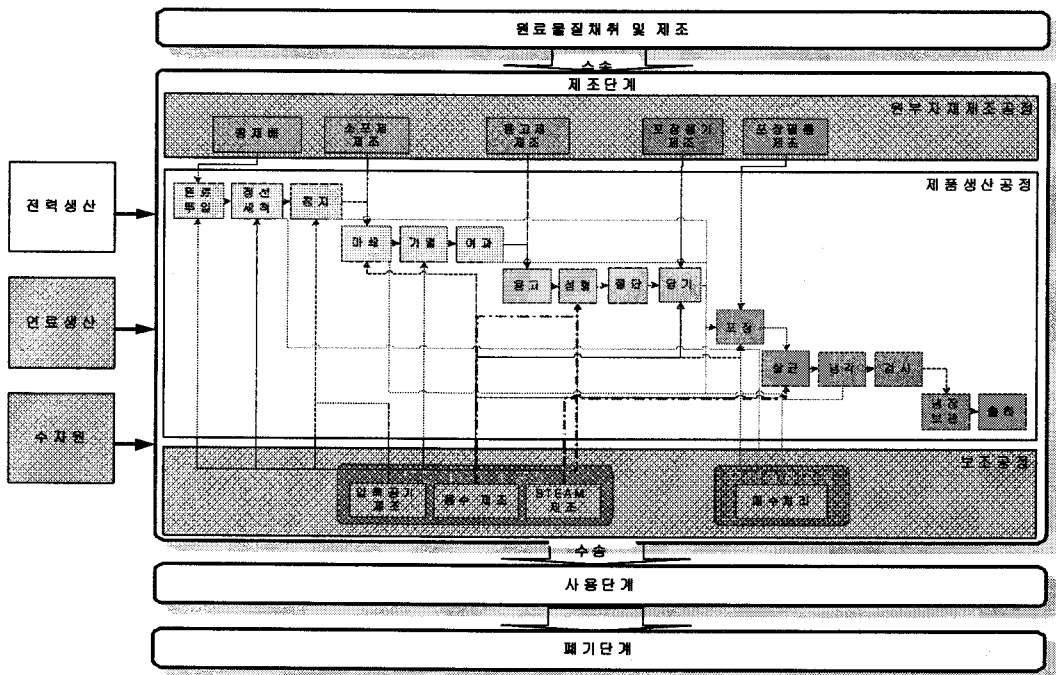 원료물질채취 및 제조
수송
제조단계
원부자재제조공정
콩재배
소포제
제조
응고제
제조
포장용기
제조
포장필름
제조
제품생산공정
전력생산
원료
투입
정선
세척
침지
마쇄
가열
여과
연료생산
응고
성형
절단
담기
포장
살균
냉각
검사
수자원
냉장
보관
출하
보조공정
압축공기
제조
용수 제조
STEAM
제조
폐수처리
수송
사용단계
폐기단계